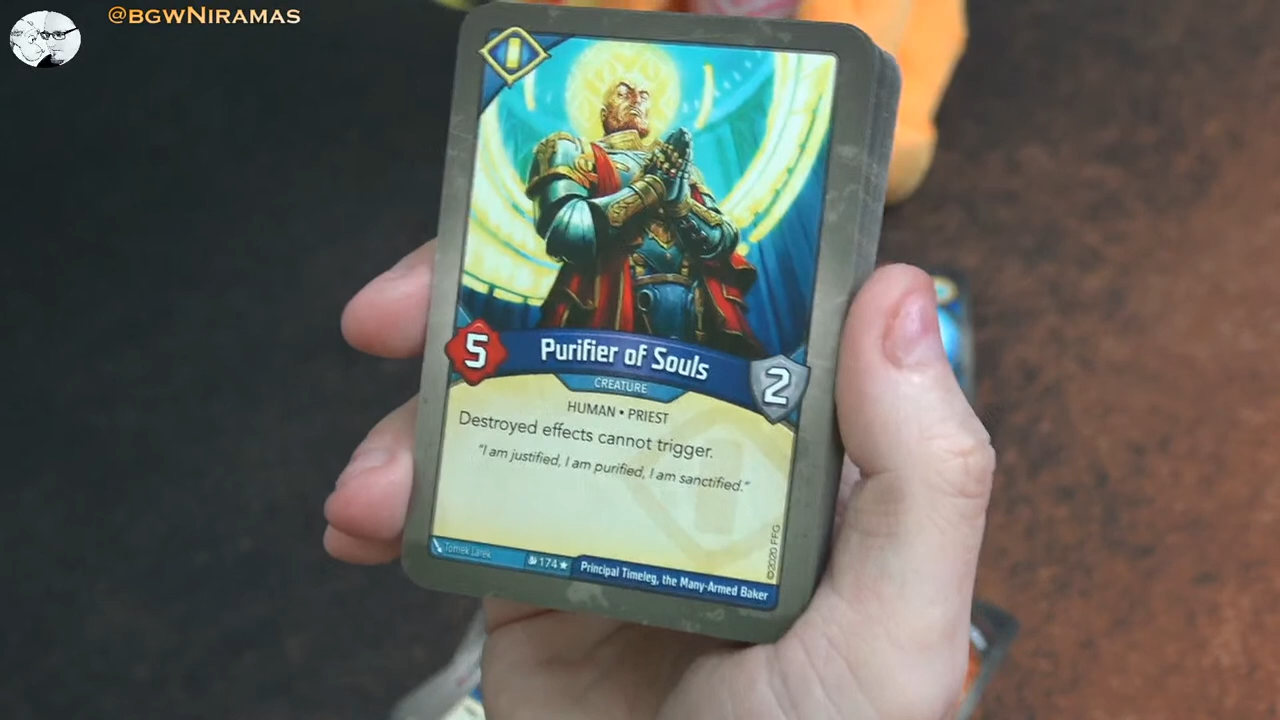 @BGWNIRAMAS
5
Purifier of Souls
2
CREATURE
HUMAN • PRIEST
Destroyed effects cannot trigger.
"I am justified, I am purified, I am sanctified."
Tomek Larek
174★
Principal Timeleg, the Many-Armed Baker
©2020 FFG